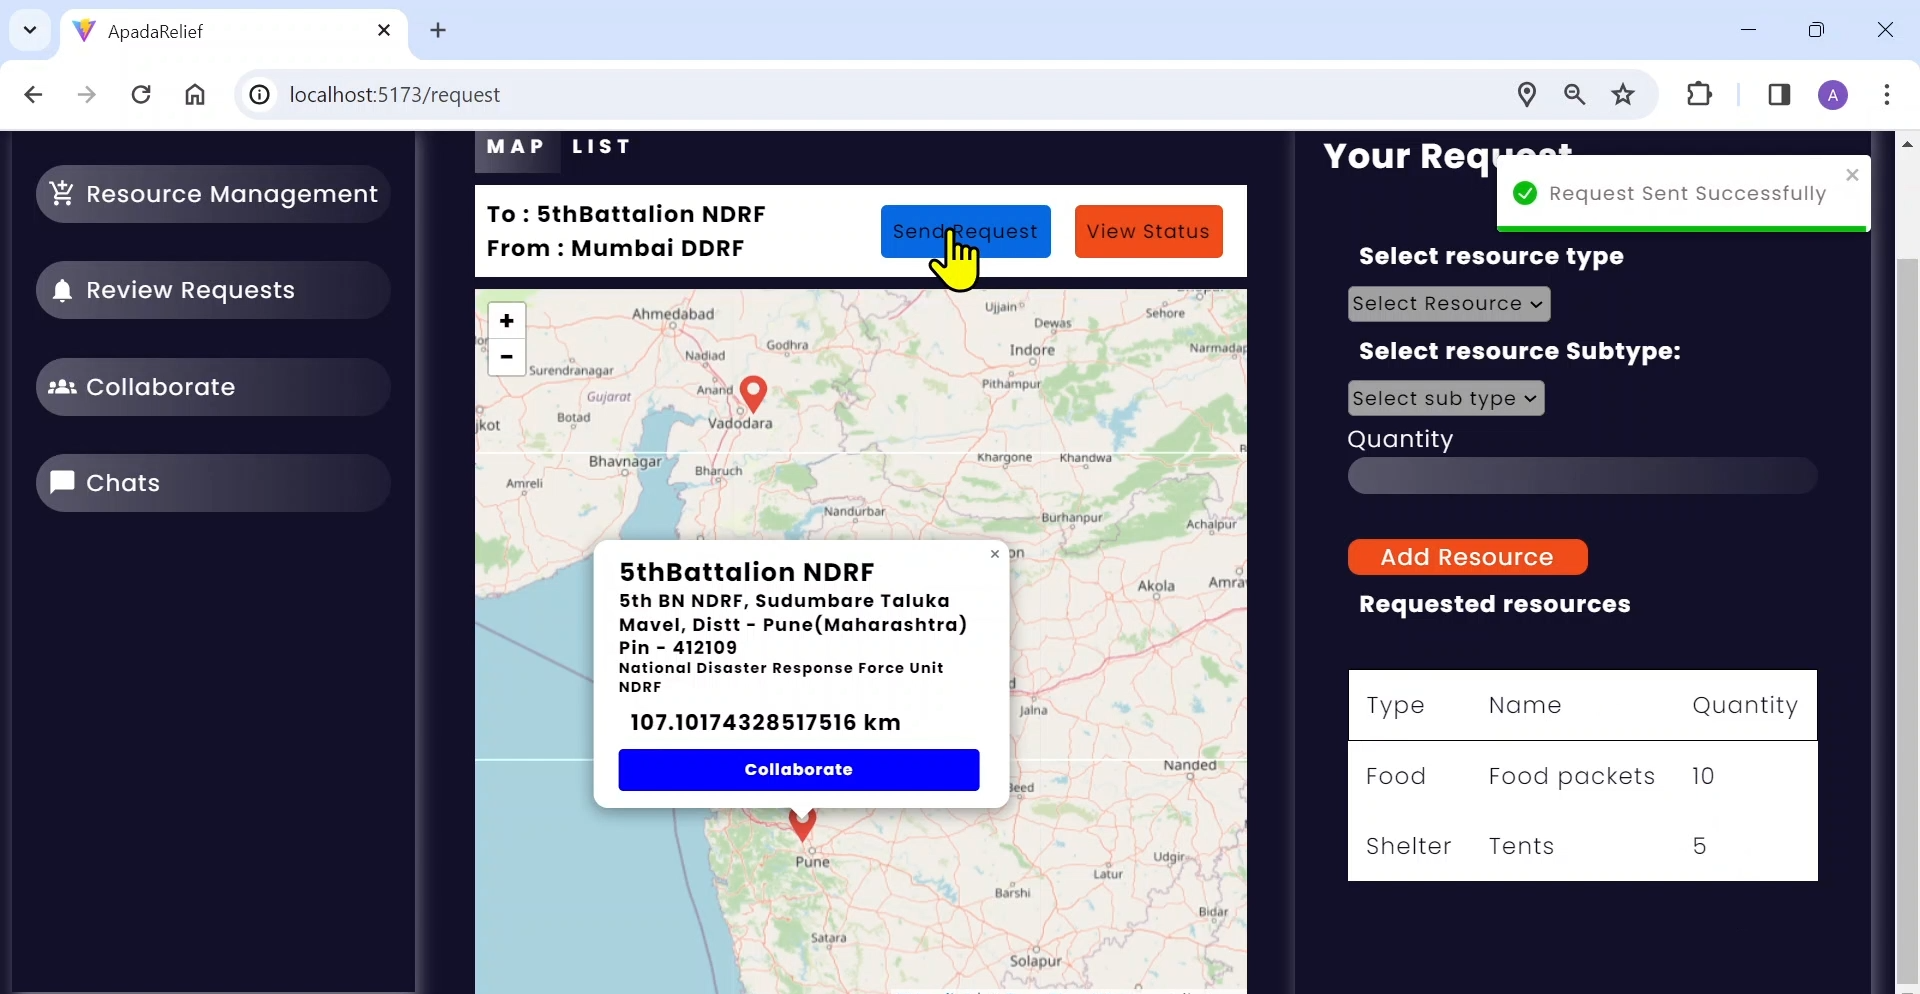 ApadaRelief
localhost:5173/request
A
MAP LIST
Resource Management
Review Requests
Collaborate
Chats
To : 5thBattalion NDRF
From : Mumbai DDRF
Send Request
View Status
+
-
Ahmedabad
Ujjain
Dewas
Sehore
Nadiad
Godhra
Indore
Narmadap
Surendranagar
Gujarat
Anand
Pithampur
jkot
Botad
Vadodara
Bhavnagar
Bharuch
Khargone
Khandwa
Amreli
Nandurbar
Burhanpur
Achalpur
5thBattalion NDRF
5th BN NDRF, Sudumbare Taluka
Mavel, Distt - Pune(Maharashtra)
Pin - 412109
National Disaster Response Force Unit
NDRF
107.10174328517516 km
Collaborate
on
Akola
Amra
d
Jalna
Nanded
Beed
Pune
Udgir
Latur
Barshi
Bidar
Satara
Solapur
Your Request
Request Sent Successfully
Select resource type
Select Resource
Select resource Subtype:
Select sub type
Quantity
Add Resource
Requested resources
Type Name Quantity
Food Food packets 10
Shelter Tents 5